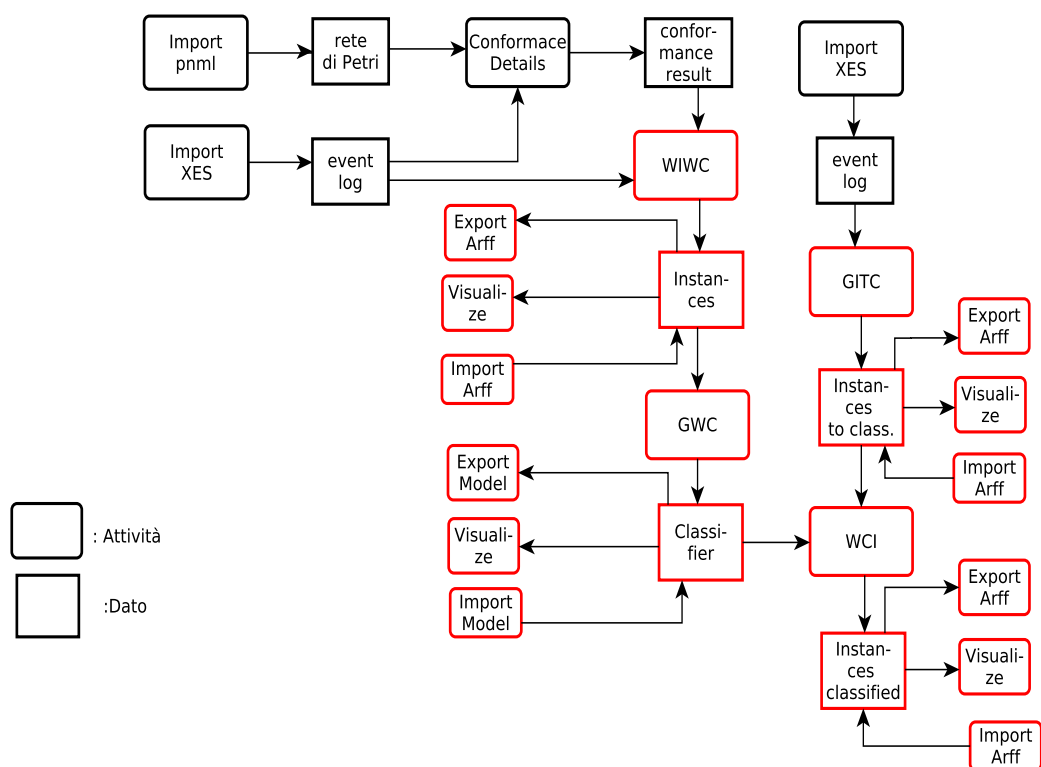 Import
pnml
rete
di Petri
Conformace
Details
confor-
mance
result
Import
XES
Import
XES
event
log
WIWC
event
log
Export
Arff
Visuali-
ze
Import
Arff
Instan-
ces
GITC
Export
Arff
Instan-
ces
to class.
Visuali-
ze
Import
Arff
GWC
Export
Model
Visuali-
ze
Import
Model
Classi-
fier
WCI
Export
Arff
Instan-
ces
classified
Visuali-
ze
Import
Arff
: Attività
:Dato